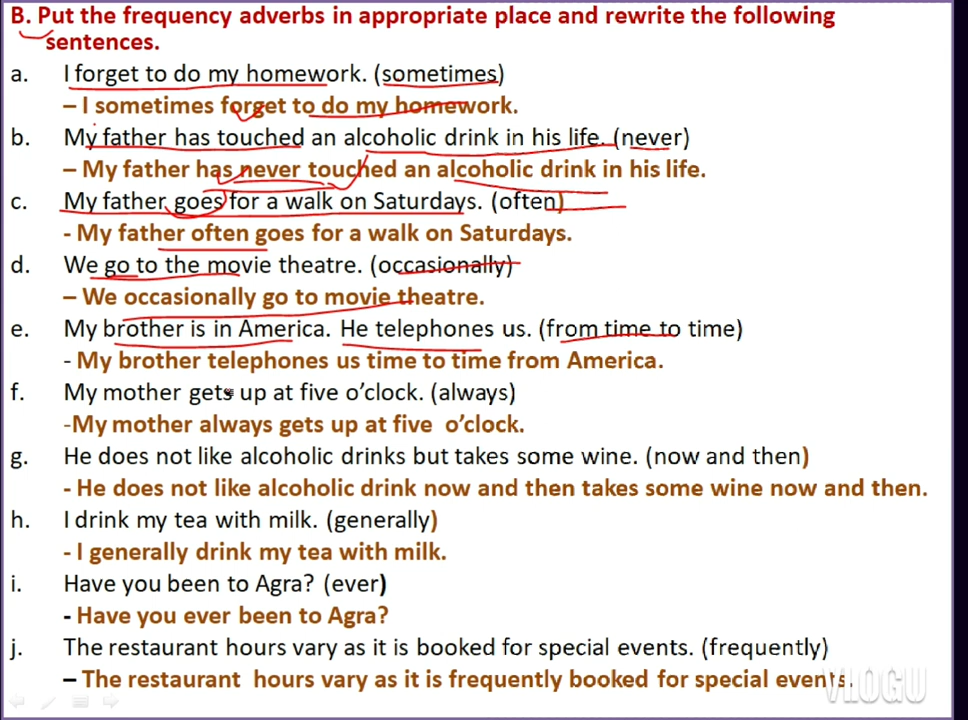 B. Put the frequency adverbs in appropriate place and rewrite the following
sentences.
a. I forget to do my homework. (sometimes)
– I sometimes forget to do my homework.
b. My father has touched an alcoholic drink in his life. (never)
– My father has never touched an alcoholic drink in his life.
c. My father goes for a walk on Saturdays. (often)
- My father often goes for a walk on Saturdays.
d. We go to the movie theatre. (occasionally)
– We occasionally go to movie theatre.
e. My brother is in America. He telephones us. (from time to time)
- My brother telephones us time to time from America.
f. My mother gets up at five o’clock. (always)
-My mother always gets up at five o’clock.
g. He does not like alcoholic drinks but takes some wine. (now and then)
- He does not like alcoholic drink now and then takes some wine now and then.
h. I drink my tea with milk. (generally)
- I generally drink my tea with milk.
i. Have you been to Agra? (ever)
- Have you ever been to Agra?
j. The restaurant hours vary as it is booked for special events. (frequently)
– The restaurant hours vary as it is frequently booked for special events.
VLOGU